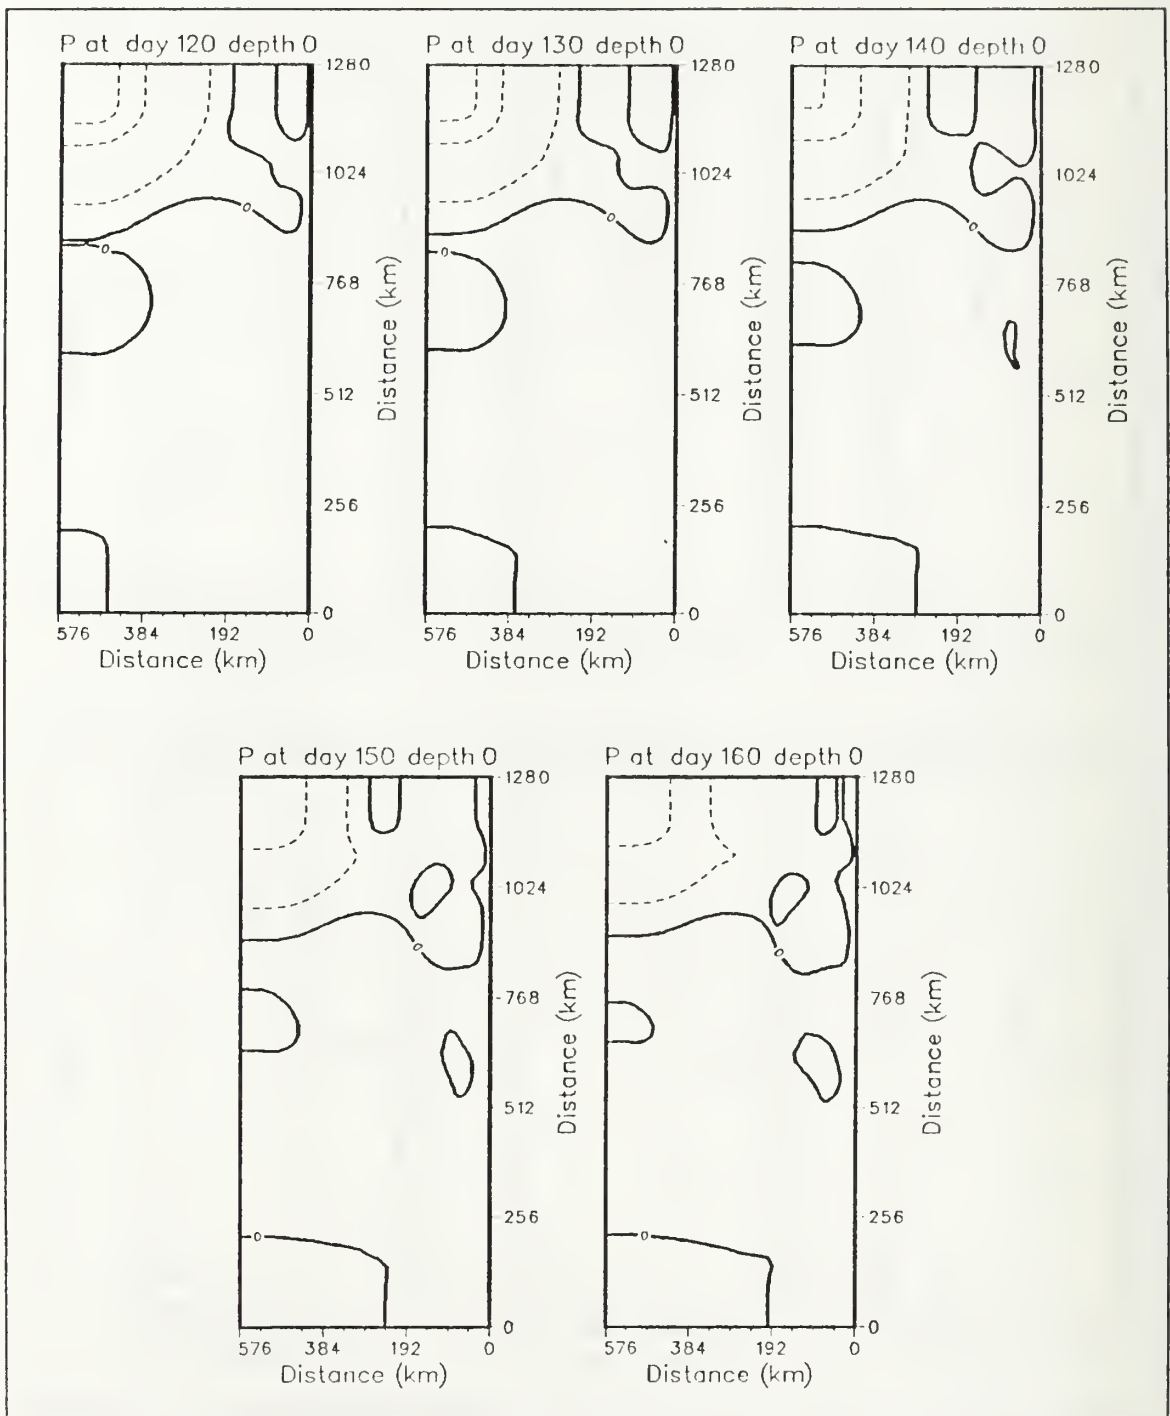 P at day 120 depth 0
P at day 130 depth 0
P at day 140 depth 0
1280
1024
768
512
256
0
0
0
576 384 192 0
Distance (km)
Distance (km)
1280
1024
768
512
256
0
0
0
576 384 192 0
Distance (km)
Distance (km)
1280
1024
768
512
256
0
0
576 384 192 0
Distance (km)
Distance (km)
P at day 150 depth 0
P at day 160 depth 0
1280
1024
768
512
256
0
0
0
576 384 192 0
Distance (km)
Distance (km)
1280
1024
768
512
256
0
0
0
576 384 192 0
Distance (km)
Distance (km)